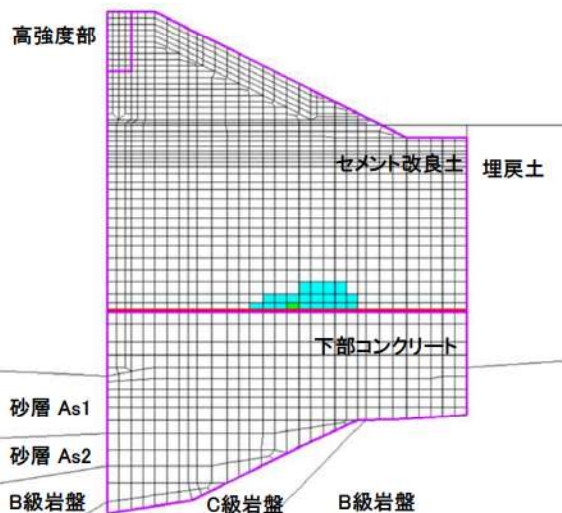 高強度部
セメント改良土
埋戻土
下部コンクリート
砂層 As1
砂層 As2
B級岩盤
C級岩盤
B級岩盤